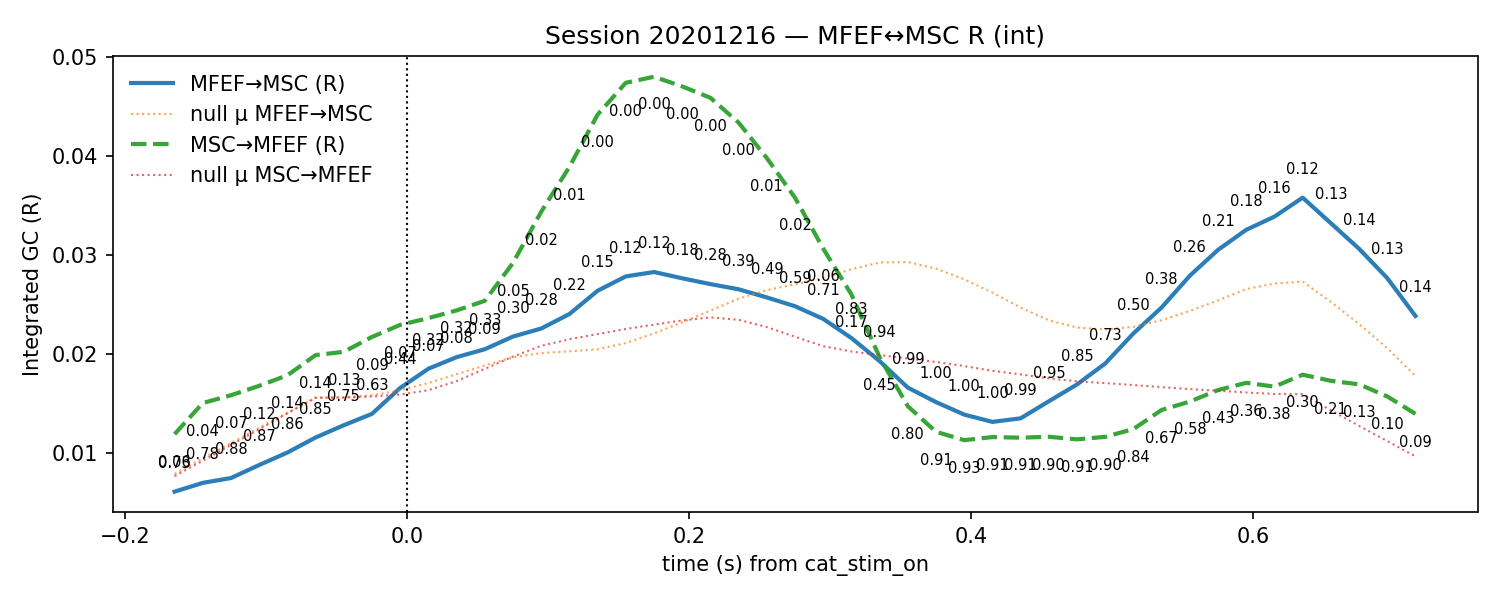 Session 20201216 — MFEF↔MSC R (int)
0.05
0.04
0.03
0.02
0.01
Integrated GC (R)
MFEF→MSC (R)
null μ MFEF→MSC
MSC→MFEF (R)
null μ MSC→MFEF
0.78 0.88 0.87 0.86 0.85 0.75 0.63 0.44 0.33 0.32 0.33 0.30 0.28 0.22 0.15 0.12 0.12 0.18 0.28 0.39 0.49 0.59 0.71 0.83 0.94 0.99 1.00 1.00 1.00 0.99 0.95 0.85 0.73 0.50 0.38 0.26 0.21 0.18 0.16 0.12 0.13 0.14 0.13 0.14
0.04 0.07 0.12 0.14 0.14 0.13 0.09 0.07 0.08 0.09 0.05 0.02 0.01 0.00 0.00 0.00 0.00 0.00 0.00 0.01 0.02 0.06 0.17 0.45 0.80 0.91 0.93 0.91 0.91 0.90 0.91 0.90 0.84 0.67 0.58 0.43 0.36 0.38 0.30 0.21 0.13 0.10 0.09
−0.2 0.0 0.2 0.4 0.6
time (s) from cat_stim_on